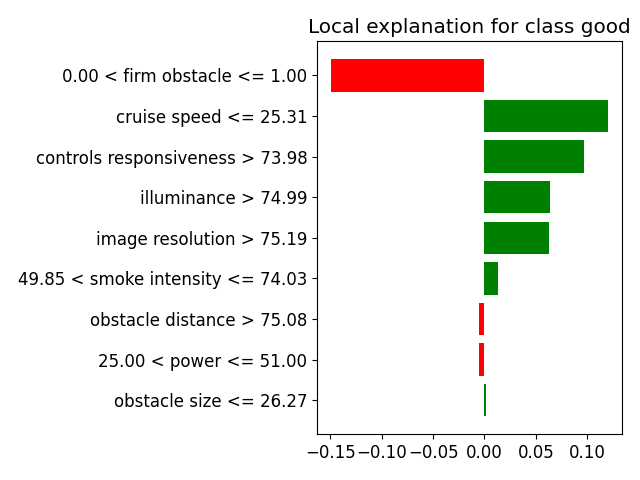 Local explanation for class good
0.00 < firm obstacle <= 1.00
cruise speed <= 25.31
controls responsiveness > 73.98
illuminance > 74.99
image resolution > 75.19
49.85 < smoke intensity <= 74.03
obstacle distance > 75.08
25.00 < power <= 51.00
obstacle size <= 26.27
−0.15 −0.10 −0.05 0.00 0.05 0.10